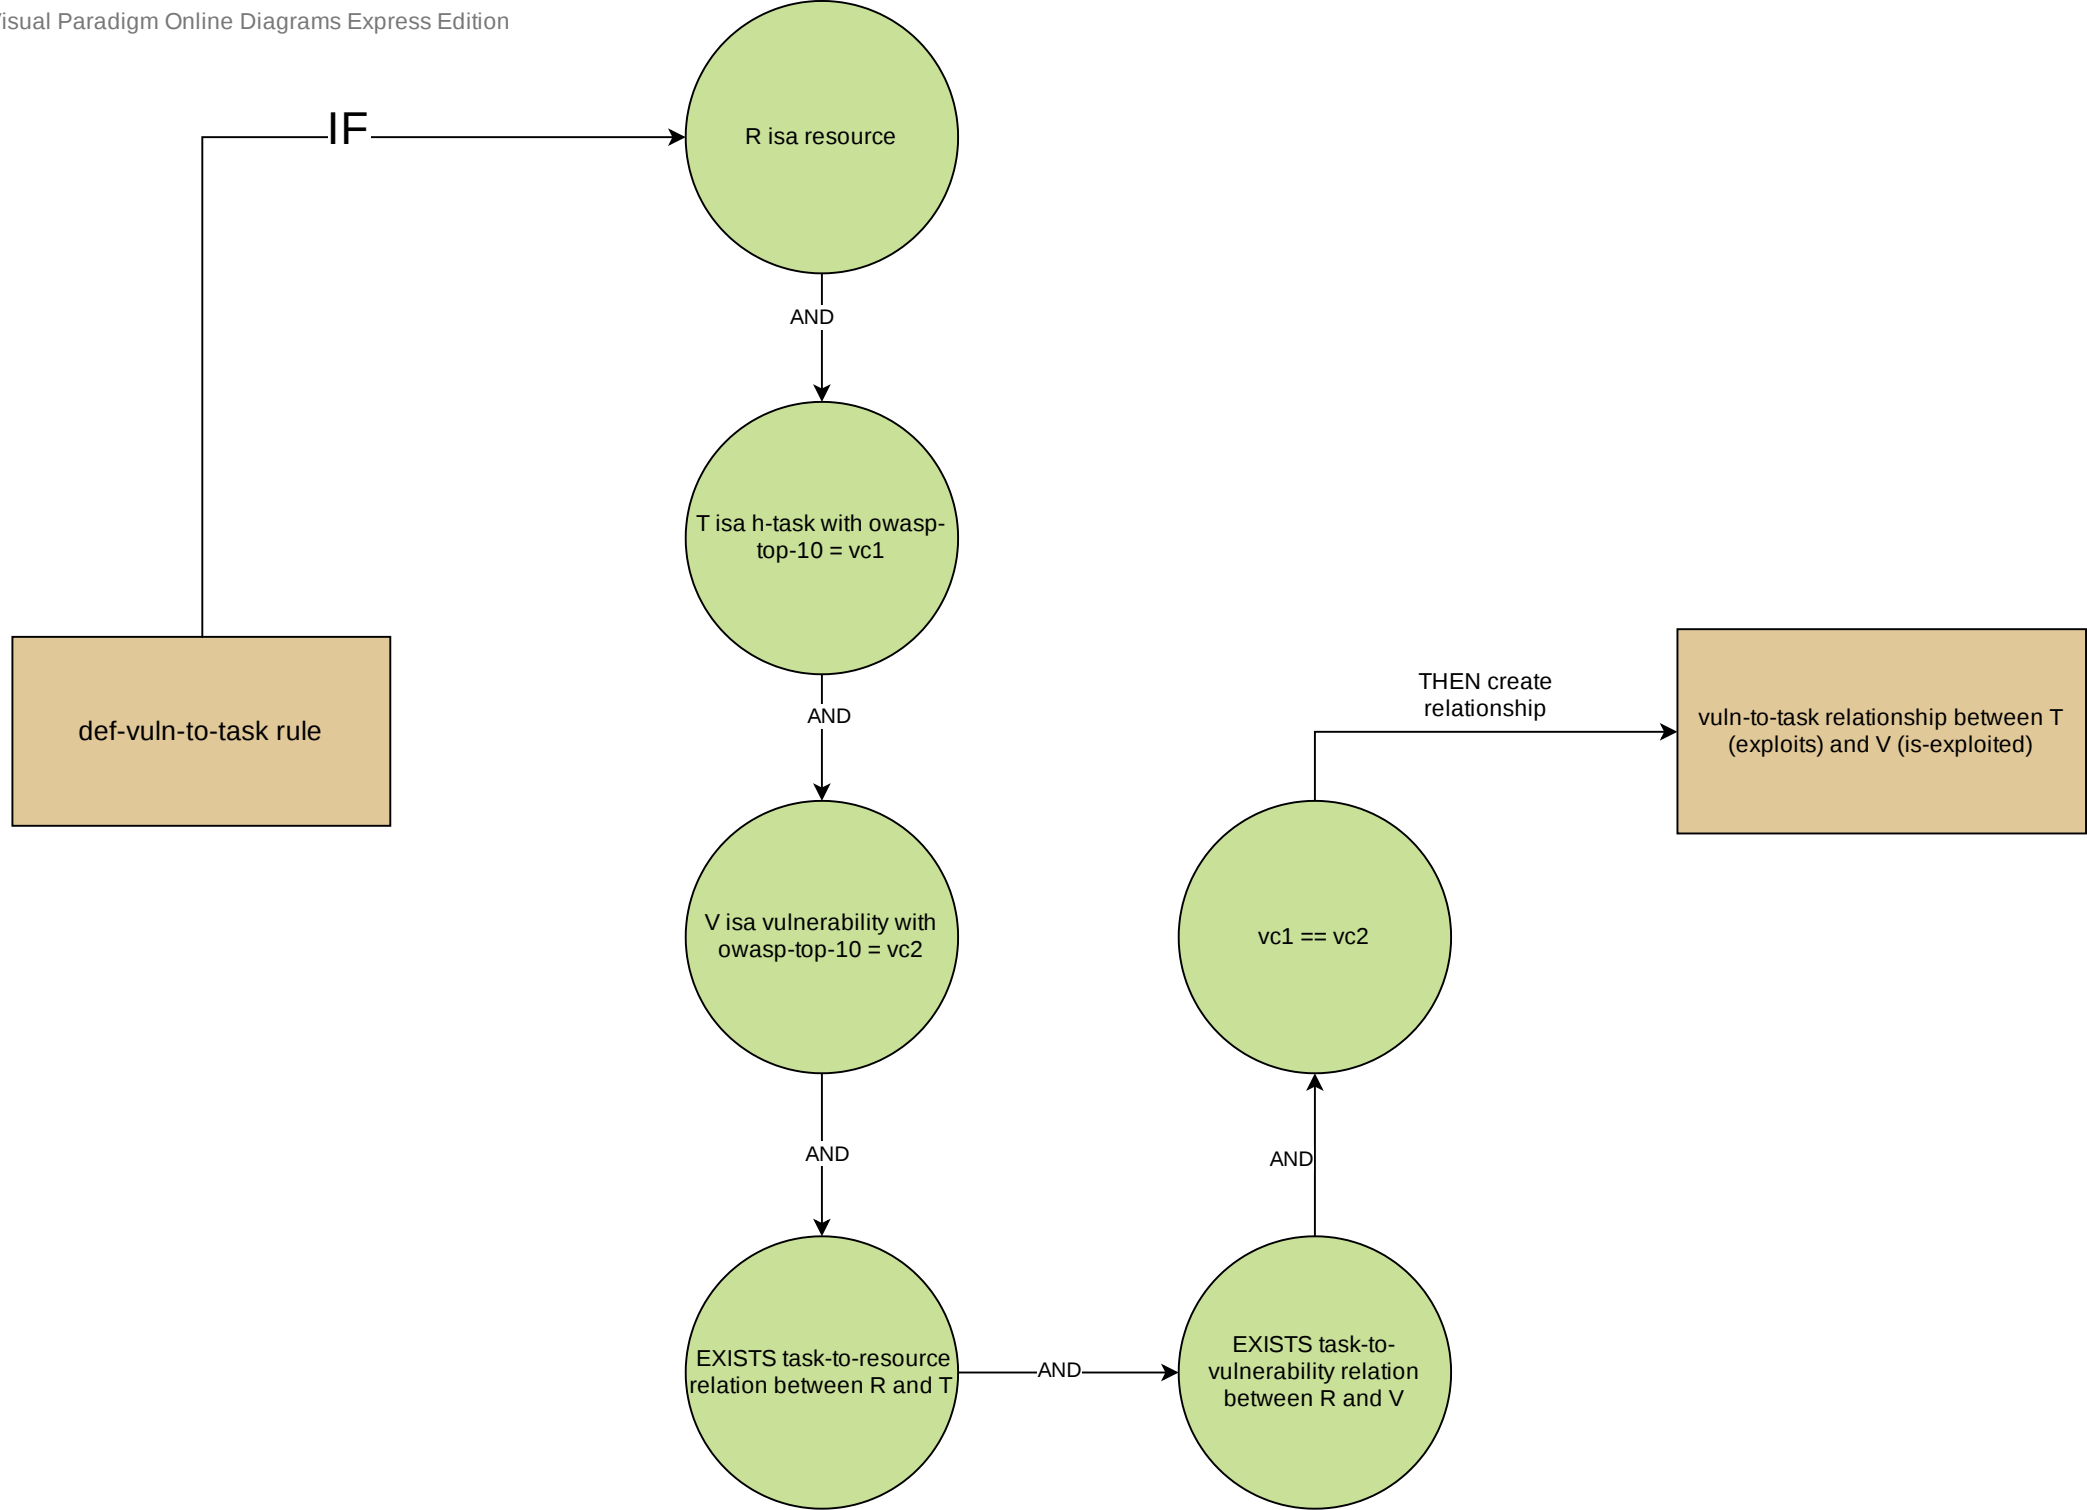 Visual Paradigm Online Diagrams Express Edition
IF
R isa resource
AND
T isa h-task with owasp-
top-10 = vc1
AND
def-vuln-to-task rule
THEN create
relationship
vuln-to-task relationship between T
(exploits) and V (is-exploited)
V isa vulnerability with
owasp-top-10 = vc2
vc1 == vc2
AND
AND
EXISTS task-to-resource
relation between R and T
AND
EXISTS task-to-
vulnerability relation
between R and V